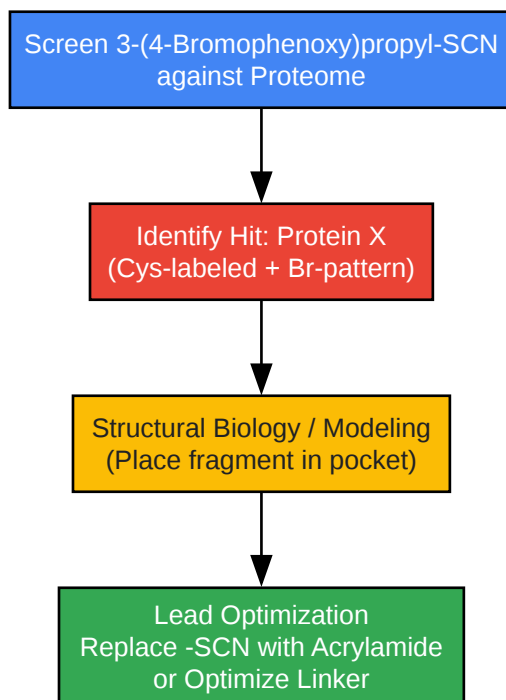 Screen 3-(4-Bromophenoxy)propyl-SCN
against Proteome
Identify Hit: Protein X
(Cys-labeled + Br-pattern)
Structural Biology / Modeling
(Place fragment in pocket)
Lead Optimization
Replace -SCN with Acrylamide
or Optimize Linker